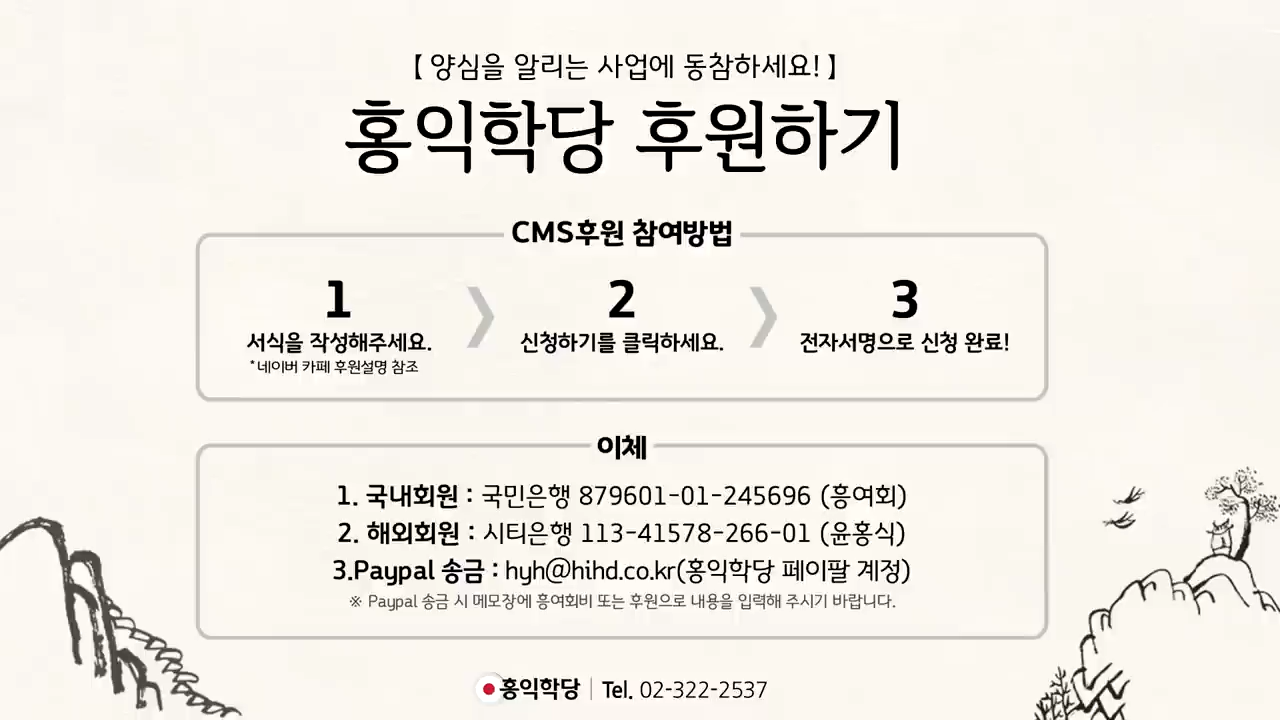 【 양심을 알리는 사업에 동참하세요! 】
홍익학당 후원하기
CMS후원 참여방법
1
서식을 작성해주세요.
*네이버 카페 후원설명 참조
2
신청하기를 클릭하세요.
3
전자서명으로 신청 완료!
이체
1. 국내회원 : 국민은행 879601-01-245696 (흥여회)
2. 해외회원 : 시티은행 113-41578-266-01 (윤홍식)
3.Paypal 송금 : hyh@hihd.co.kr(홍익학당 페이팔 계정)
※ Paypal 송금 시 메모장에 흥여회비 또는 후원으로 내용을 입력해 주시기 바랍니다.
홍익학당 | Tel. 02-322-2537